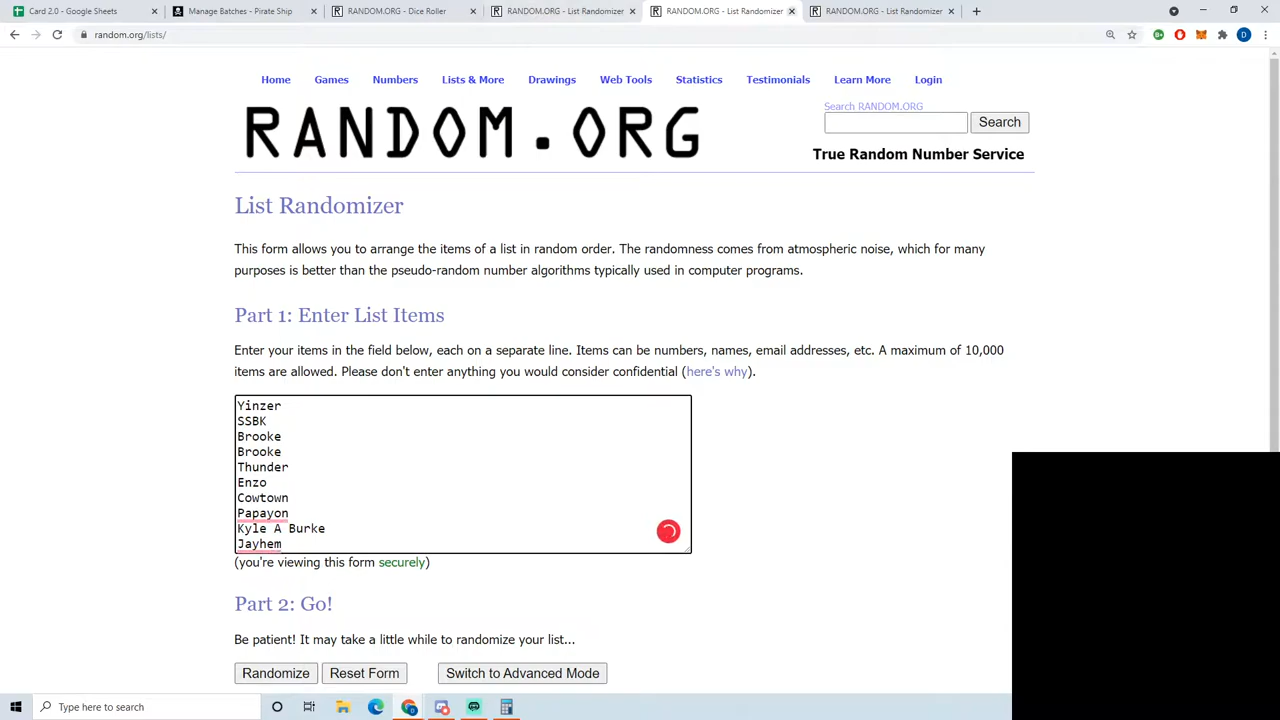 Card 2.0 - Google Sheets
Manage Batches - Pirate Ship
RANDOM.ORG - Dice Roller
RANDOM.ORG - List Randomizer
RANDOM.ORG - List Randomizer
RANDOM.ORG - List Randomizer
random.org/lists/
Home Games Numbers Lists & More Drawings Web Tools Statistics Testimonials Learn More Login
RANDOM.ORG
Search RANDOM.ORG
Search
True Random Number Service
List Randomizer
This form allows you to arrange the items of a list in random order. The randomness comes from atmospheric noise, which for many
purposes is better than the pseudo-random number algorithms typically used in computer programs.
Part 1: Enter List Items
Enter your items in the field below, each on a separate line. Items can be numbers, names, email addresses, etc. A maximum of 10,000
items are allowed. Please don't enter anything you would consider confidential (here's why).
Yinzer
SSBK
Brooke
Brooke
Thunder
Enzo
Cowtown
Papayon
Kyle A Burke
Jayhem
(you're viewing this form securely)
Part 2: Go!
Be patient! It may take a little while to randomize your list...
Randomize Reset Form Switch to Advanced Mode
Type here to search